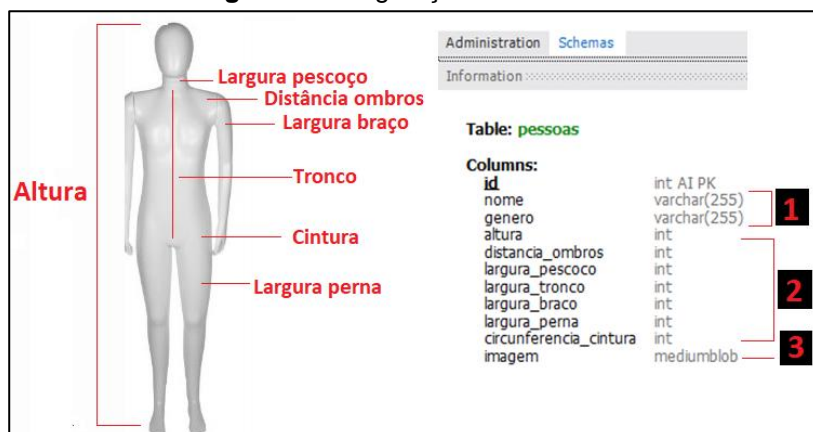 Largura pescoço
Distância ombros
Largura braço
Altura
Tronco
Cintura
Largura perna
Administration Schemas
Information
Table: pessoas
Columns:
id int AI PK
nome varchar(255)
genero varchar(255)
1
altura int
distancia_ombros int
largura_pescoco int
largura_tronco int
2
largura_braco int
largura_perna int
circunferencia_cintura int
imagem mediumblob
3